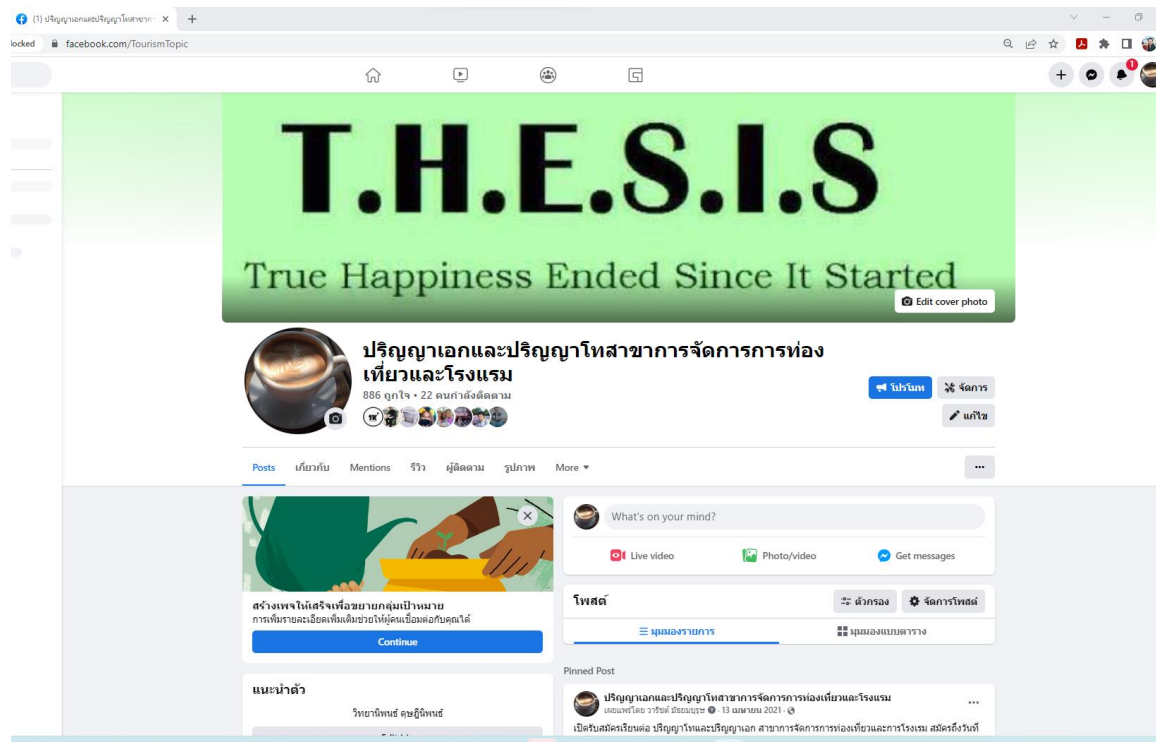 (1) ปริญญาเอกและปริญญาโทสาขาก
locked facebook.com/TourismTopic
1
T.H.E.S.I.S
True Happiness Ended Since It Started
Edit cover photo
ปริญญาเอกและปริญญาโทสาขาการจัดการการท่อง
เที่ยวและโรงแรม
886 ถูกใจ • 22 คนกำลังติดตาม
โปรโมท
จัดการ
แก้ไข
Posts เกี่ยวกับ Mentions รีวิว ผู้ติดตาม รูปภาพ More
สร้างเพจให้เสร็จเพื่อขยายกลุ่มเป้าหมาย
การเพิ่มรายละเอียดเพิ่มเติมช่วยให้ผู้คนเชื่อมต่อกับคุณได้
Continue
แนะนำตัว
วิทยานิพนธ์ ดุษฎีนิพนธ์
What's on your mind?
Live video Photo/video Get messages
โพสต์ ตัวกรอง จัดการโพสต์
มุมมองรายการ มุมมองแบบตาราง
Pinned Post
ปริญญาเอกและปริญญาโทสาขาการจัดการการท่องเที่ยวและโรงแรม
เผยแพร่โดย วารัชต์ มัธยมบุรุษ · 13 เมษายน 2021 ·
เปิดรับสมัครเรียนต่อ ปริญญาโทและปริญญาเอก สาขาการจัดการการท่องเที่ยวและการโรงแรม สมัครถึงวันที่